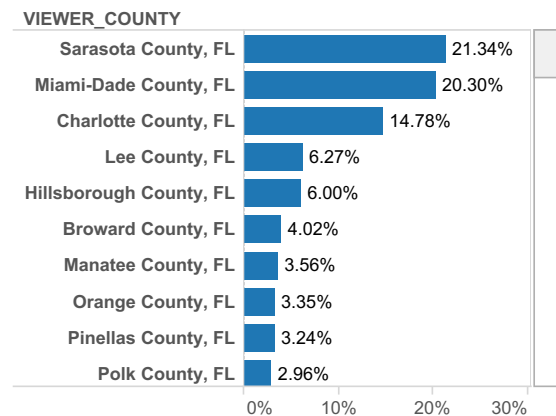 VIEWER_COUNTY
Sarasota County, FL 21.34%
Miami-Dade County, FL 20.30%
Charlotte County, FL 14.78%
Lee County, FL 6.27%
Hillsborough County, FL 6.00%
Broward County, FL 4.02%
Manatee County, FL 3.56%
Orange County, FL 3.35%
Pinellas County, FL 3.24%
Polk County, FL 2.96%
0% 10% 20% 30%